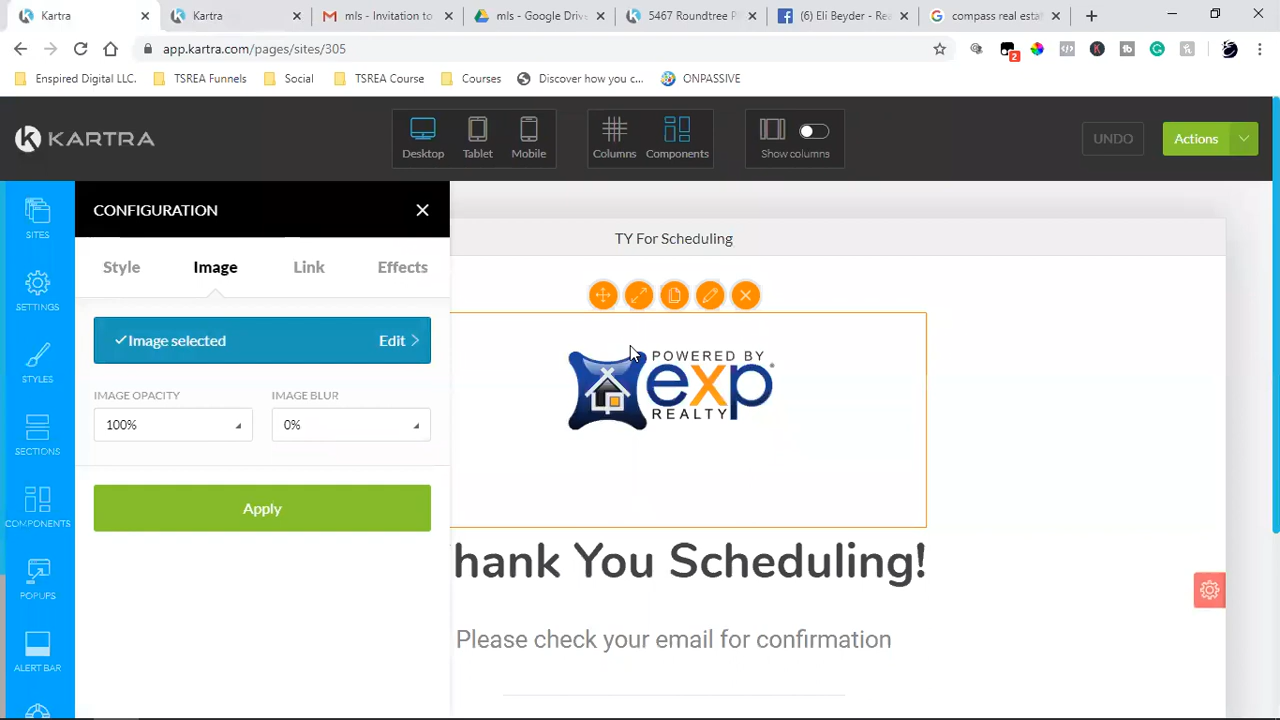 Kartra
Kartra
mls - Invitation to
mls - Google Drive
5467 Roundtree Pl
(6) Eli Beyder - Rea
compass real estat
app.kartra.com/pages/sites/305
2
Enspired Digital LLC.
TSREA Funnels
Social
TSREA Course
Courses
Discover how you c...
ONPASSIVE
KARTRA
Desktop
Tablet
Mobile
Columns
Components
Show columns
UNDO
Actions
SITES
SETTINGS
STYLES
SECTIONS
COMPONENTS
POPUPS
ALERT BAR
CONFIGURATION
Style
Image
Link
Effects
Image selected
Edit
IMAGE OPACITY
IMAGE BLUR
100%
0%
Apply
TY For Scheduling
POWERED BY
exp
REALTY
hank You Scheduling!
Please check your email for confirmation